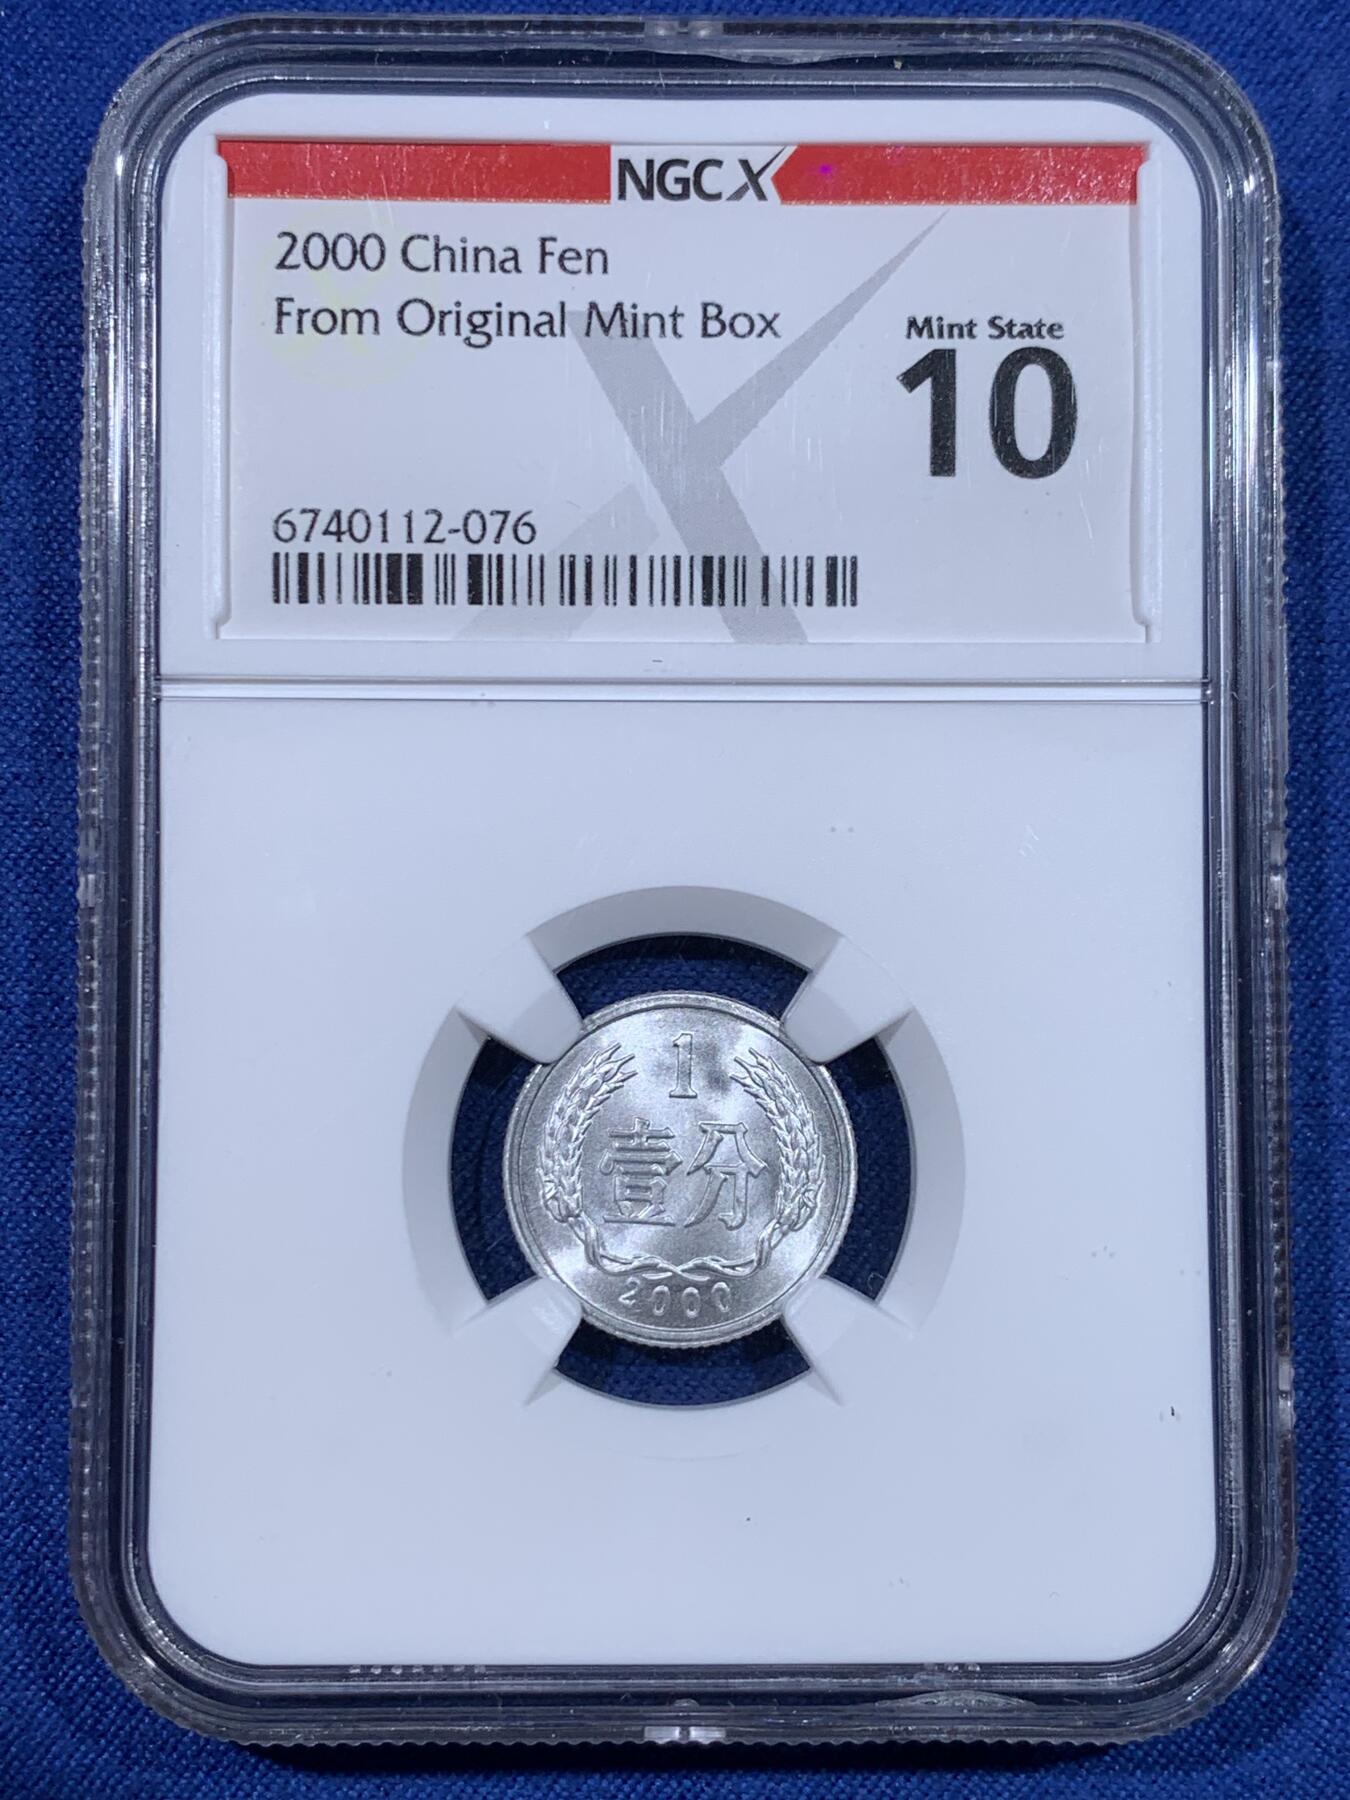 NGCX
2000 China Fen
From Original Mint Box
Mint State
10
6740112-076
1
壹分
2000